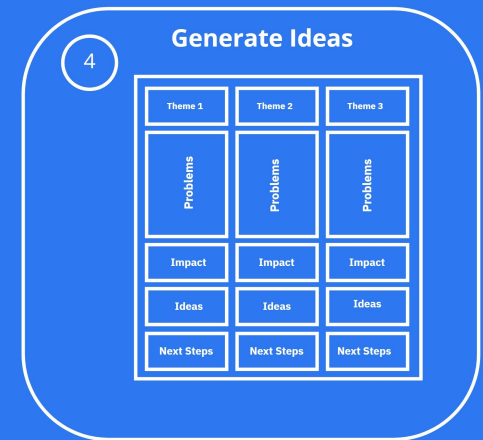 Generate Ideas
4
Theme 1 Theme 2 Theme 3
Problems Problems Problems
Impact Impact Impact
Ideas Ideas Ideas
Next Steps Next Steps Next Steps